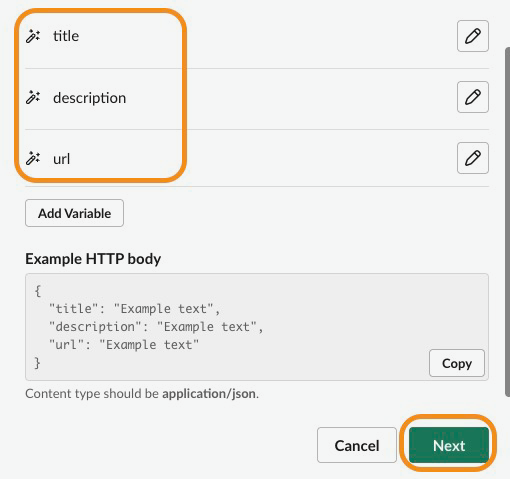 title
description
url
Add Variable
Example HTTP body
{
"title": "Example text",
"description": "Example text",
"url": "Example text"
}
Copy
Content type should be application/json.
Cancel
Next